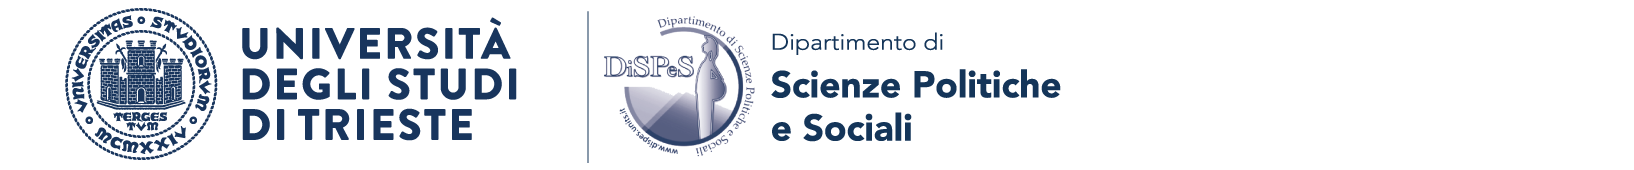 UNIVERSITAS STVDIORVM
TERGES
TVM
MCMXXIV
UNIVERSITÀ
DEGLI STUDI
DI TRIESTE
Dipartimento di Scienze Politiche e Sociali
DiSPeS
www.dispes.units.it
Dipartimento di
Scienze Politiche
e Sociali